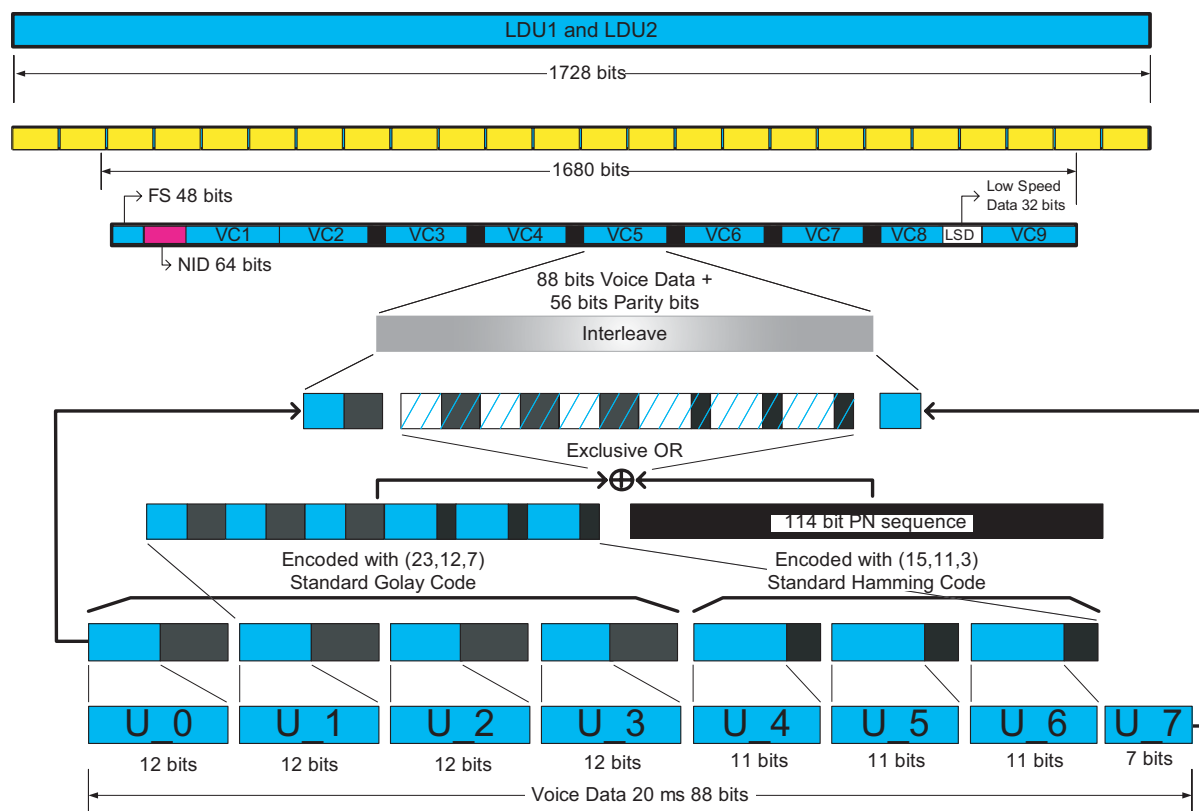 LDU1 and LDU2
1728 bits
1680 bits
FS 48 bits
Low Speed
Data 32 bits
VC1 VC2 VC3 VC4 VC5 VC6 VC7 VC8 LSD VC9
NID 64 bits
88 bits Voice Data +
56 bits Parity bits
Interleave
Exclusive OR
114 bit PN sequence
Encoded with (23,12,7)
Standard Golay Code
Encoded with (15,11,3)
Standard Hamming Code
U_0 U_1 U_2 U_3 U_4 U_5 U_6 U_7
12 bits 12 bits 12 bits 12 bits 11 bits 11 bits 11 bits 7 bits
Voice Data 20 ms 88 bits